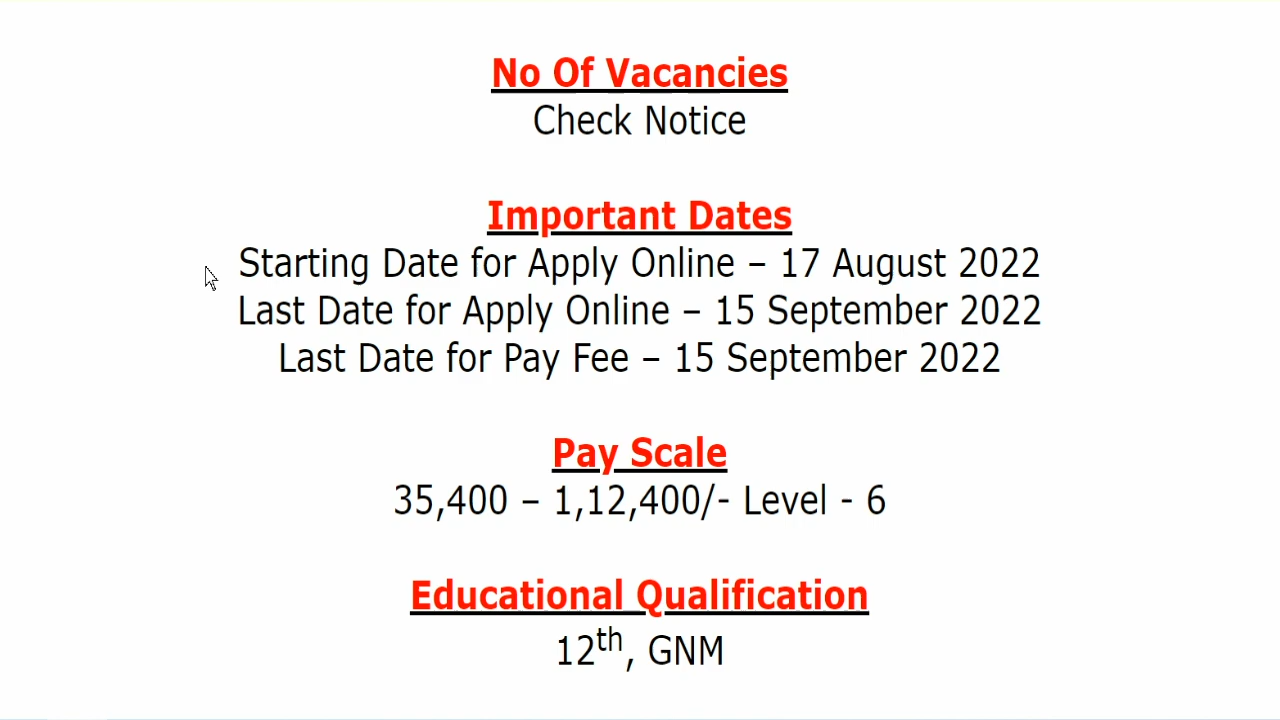 No Of Vacancies
Check Notice
Important Dates
Starting Date for Apply Online – 17 August 2022
Last Date for Apply Online – 15 September 2022
Last Date for Pay Fee – 15 September 2022
Pay Scale
35,400 – 1,12,400/- Level - 6
Educational Qualification
12th, GNM